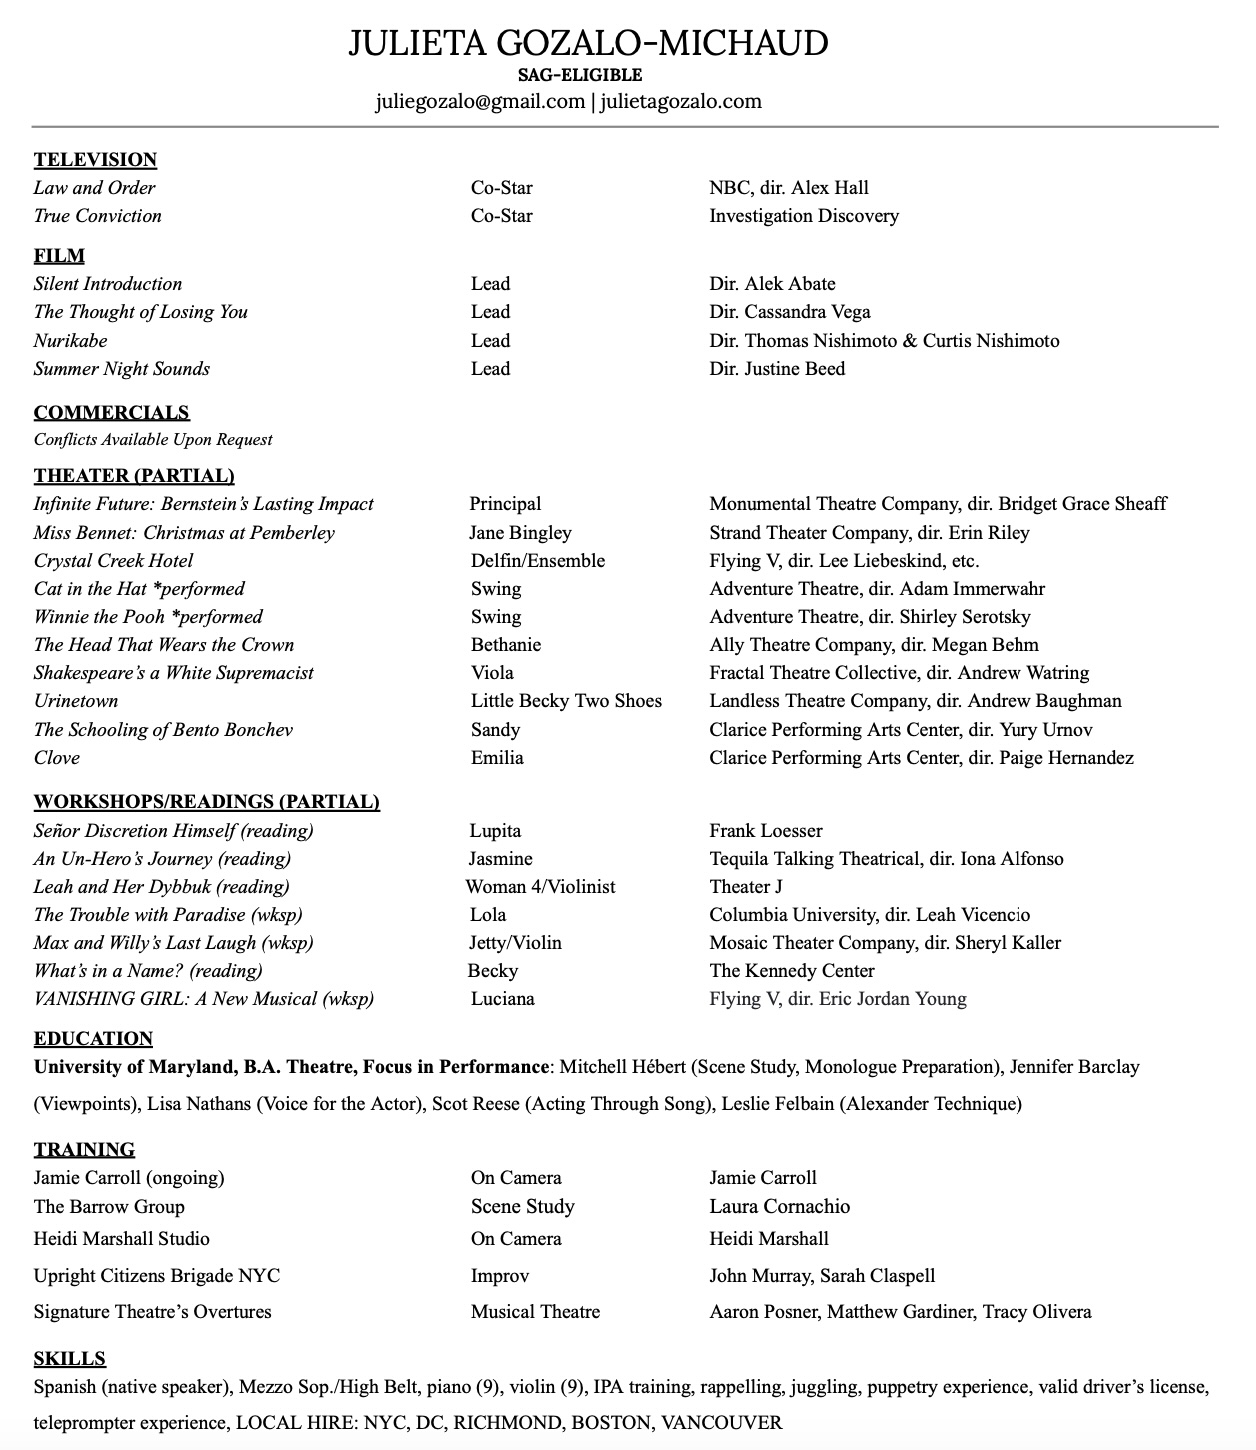 JULIETA GOZALO-MICHAUD
SAG-ELIGIBLE
juliegozalo@gmail.com | julietagozalo.com
TELEVISION
Law and Order Co-Star NBC, dir. Alex Hall
True Conviction Co-Star Investigation Discovery
FILM
Silent Introduction Lead Dir. Alek Abate
The Thought of Losing You Lead Dir. Cassandra Vega
Nurikabe Lead Dir. Thomas Nishimoto & Curtis Nishimoto
Summer Night Sounds Lead Dir. Justine Beed
COMMERCIALS
Conflicts Available Upon Request
THEATER (PARTIAL)
Infinite Future: Bernstein's Lasting Impact Principal Monumental Theatre Company, dir. Bridget Grace Sheaff
Miss Bennet: Christmas at Pemberley Jane Bingley Strand Theater Company, dir. Erin Riley
Crystal Creek Hotel Delfin/Ensemble Flying V, dir. Lee Liebeskind, etc.
Cat in the Hat *performed Swing Adventure Theatre, dir. Adam Immerwahr
Winnie the Pooh *performed Swing Adventure Theatre, dir. Shirley Serotsky
The Head That Wears the Crown Bethanie Ally Theatre Company, dir. Megan Behm
Shakespeare's a White Supremacist Viola Fractal Theatre Collective, dir. Andrew Watring
Urinetown Little Becky Two Shoes Landless Theatre Company, dir. Andrew Baughman
The Schooling of Bento Bonchev Sandy Clarice Performing Arts Center, dir. Yury Urnov
Clove Emilia Clarice Performing Arts Center, dir. Paige Hernandez
WORKSHOPS/READINGS (PARTIAL)
Señor Discretion Himself (reading) Lupita Frank Loesser
An Un-Hero's Journey (reading) Jasmine Tequila Talking Theatrical, dir. Iona Alfonso
Leah and Her Dybbuk (reading) Woman 4/Violinist Theater J
The Trouble with Paradise (wksp) Lola Columbia University, dir. Leah Vicencio
Max and Willy's Last Laugh (wksp) Jetty/Violin Mosaic Theater Company, dir. Sheryl Kaller
What's in a Name? (reading) Becky The Kennedy Center
VANISHING GIRL: A New Musical (wksp) Luciana Flying V, dir. Eric Jordan Young
EDUCATION
University of Maryland, B.A. Theatre, Focus in Performance: Mitchell Hébert (Scene Study, Monologue Preparation), Jennifer Barclay
(Viewpoints), Lisa Nathans (Voice for the Actor), Scot Reese (Acting Through Song), Leslie Felbain (Alexander Technique)
TRAINING
Jamie Carroll (ongoing) On Camera Jamie Carroll
The Barrow Group Scene Study Laura Cornachio
Heidi Marshall Studio On Camera Heidi Marshall
Upright Citizens Brigade NYC Improv John Murray, Sarah Claspell
Signature Theatre's Overtures Musical Theatre Aaron Posner, Matthew Gardiner, Tracy Olivera
SKILLS
Spanish (native speaker), Mezzo Sop./High Belt, piano (9), violin (9), IPA training, rappelling, juggling, puppetry experience, valid driver's license,
teleprompter experience, LOCAL HIRE: NYC, DC, RICHMOND, BOSTON, VANCOUVER